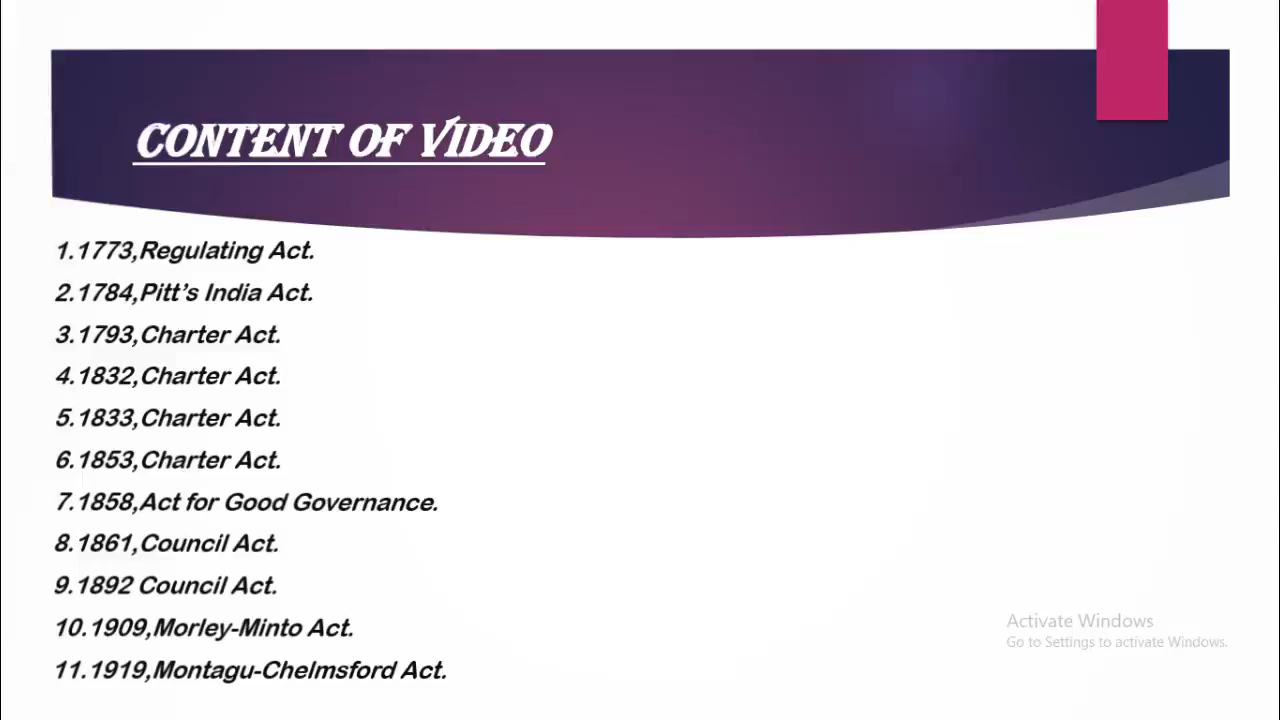 CONTENT OF VIDEO
1.1773,Regulating Act.
2.1784,Pitt’s India Act.
3.1793,Charter Act.
4.1832,Charter Act.
5.1833,Charter Act.
6.1853,Charter Act.
7.1858,Act for Good Governance.
8.1861,Council Act.
9.1892 Council Act.
10.1909,Morley-Minto Act.
11.1919,Montagu-Chelmsford Act.
Activate Windows
Go to Settings to activate Windows.